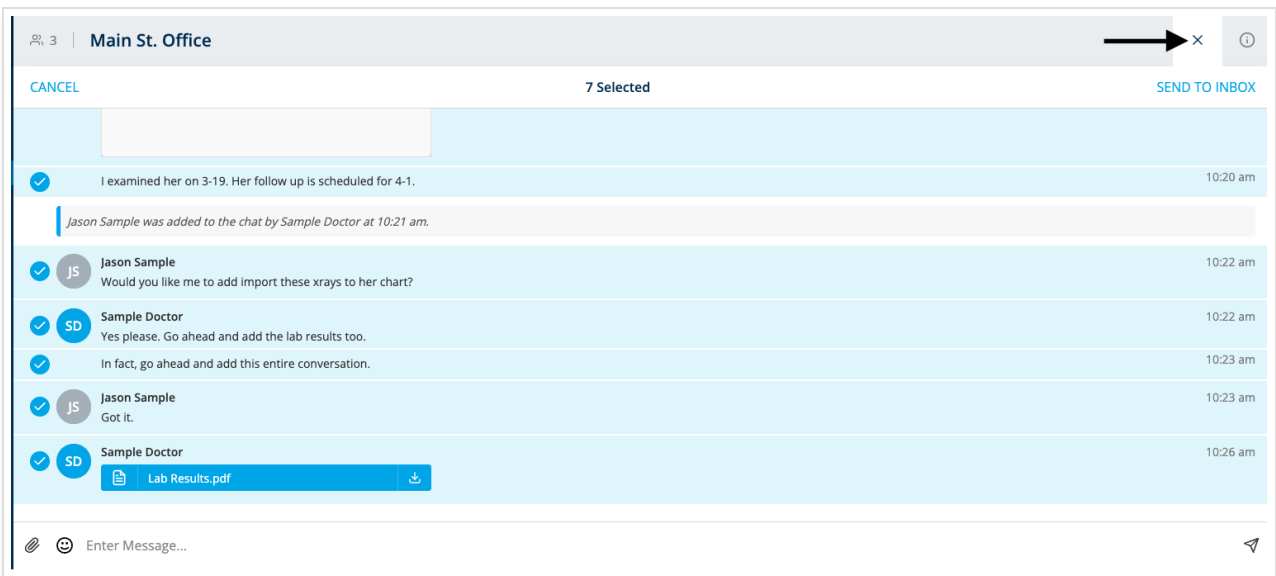 3 Main St. Office
CANCEL 7 Selected SEND TO INBOX
I examined her on 3-19. Her follow up is scheduled for 4-1. 10:20 am
Jason Sample was added to the chat by Sample Doctor at 10:21 am.
Jason Sample 10:22 am
JS
Would you like me to add import these xrays to her chart?
Sample Doctor 10:22 am
SD
Yes please. Go ahead and add the lab results too.
In fact, go ahead and add this entire conversation. 10:23 am
Jason Sample 10:23 am
JS
Got it.
Sample Doctor 10:26 am
SD
Lab Results.pdf
Enter Message...